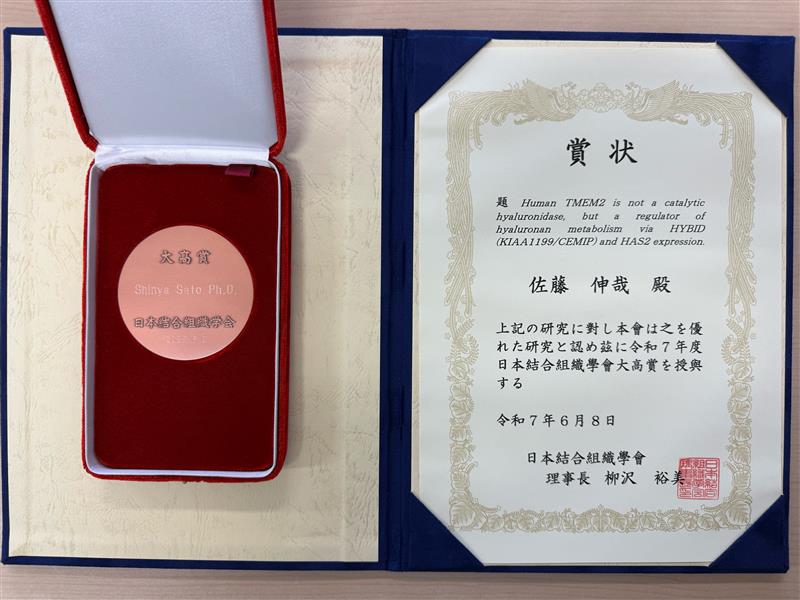 大高賞
Shinya Sato Ph.D.
日本結合組織学会
賞状
題 Human TMEM2 is not a catalytic
hyaluronidase, but a regulator of
hyaluronan metabolism via HYBID
(KIAA1199/CEMIP) and HAS2 expression.
佐藤 伸哉 殿
上記の研究に對し本會は之を優
れた研究と認め茲に令和7年度
日本結合組織學會大高賞を授與
する
令和7年6月8日
日本結合組織學會
理事長 柳沢 裕美